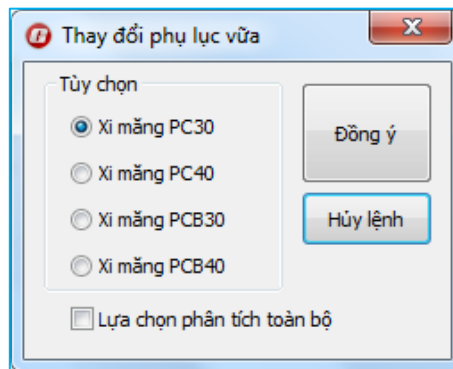 Thay đổi phụ lục vữa
Tùy chọn
Xi măng PC30
Xi măng PC40
Xi măng PCB30
Xi măng PCB40
Đồng ý
Hủy lệnh
Lựa chọn phân tích toàn bộ